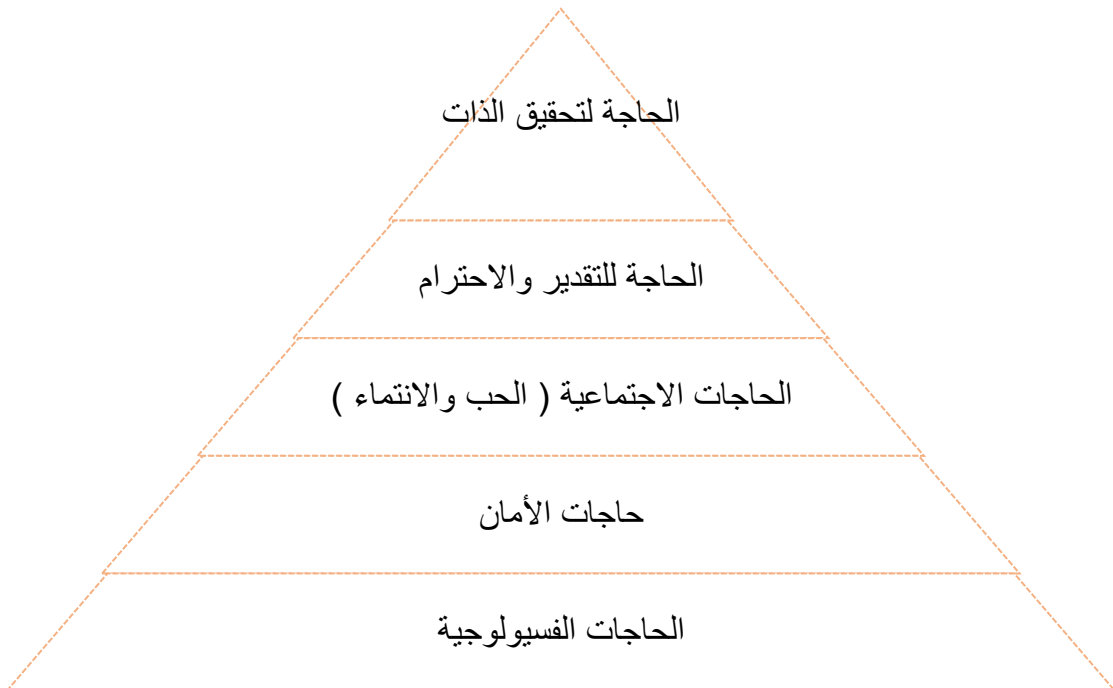 الحاجة لتحقيق الذات
الحاجة للتقدير والاحترام
الحاجات الاجتماعية ( الحب والانتماء )
حاجات الأمان
الحاجات الفسيولوجية